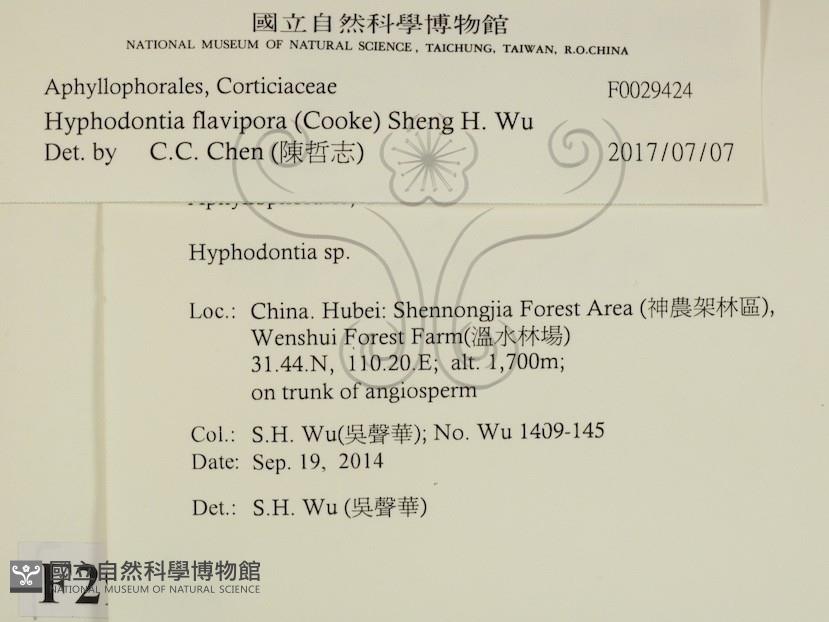 國立自然科學博物館
NATIONAL MUSEUM OF NATURAL SCIENCE, TAICHUNG, TAIWAN, R.O.CHINA
Aphyllophorales, Corticiaceae F0029424
Hyphodontia flavipora (Cooke) Sheng H. Wu
Det. by C.C. Chen (陳哲志) 2017/07/07
Hyphodontia sp.
Loc.: China. Hubei: Shennongjia Forest Area (神農架林區),
Wenshui Forest Farm(溫水林場)
31.44.N, 110.20.E; alt. 1,700m;
on trunk of angiosperm
Col.: S.H. Wu(吳聲華); No. Wu 1409-145
Date: Sep. 19, 2014
Det.: S.H. Wu (吳聲華)
F2
國立自然科學博物館
NATIONAL MUSEUM OF NATURAL SCIENCE